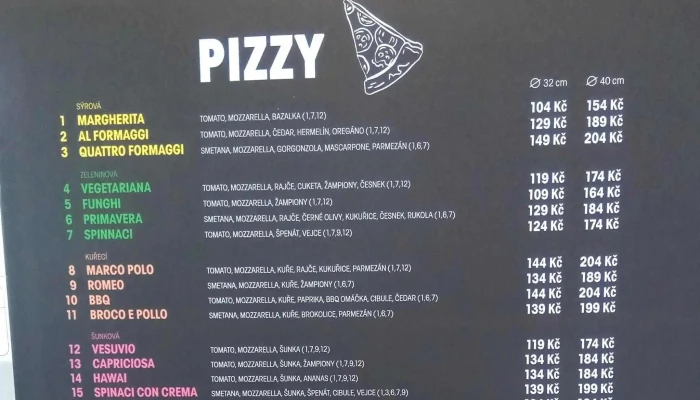 PIZZY
⌀ 32 cm ⌀ 40 cm
SÝROVÁ
1 MARGHERITA TOMATO, MOZZARELLA, BAZALKA (1,7,12) 104 Kč 154 Kč
2 AL FORMAGGI TOMATO, MOZZARELLA, ČEDAR, HERMELÍN, OREGÁNO (1,7,12) 129 Kč 189 Kč
3 QUATTRO FORMAGGI SMETANA, MOZZARELLA, GORGONZOLA, MASCARPONE, PARMEZÁN (1,6,7) 149 Kč 204 Kč
ZELENINOVÁ
4 VEGETARIANA TOMATO, MOZZARELLA, RAJČE, CUKETA, ŽAMPIONY, ČESNEK (1,7,12) 119 Kč 174 Kč
5 FUNGHI TOMATO, MOZZARELLA, ŽAMPIONY (1,7,12) 109 Kč 164 Kč
6 PRIMAVERA SMETANA, MOZZARELLA, RAJČE, ČERNÉ OLIVY, KUKUŘICE, ČESNEK, RUKOLA (1,6,7) 129 Kč 184 Kč
7 SPINNACI TOMATO, MOZZARELLA, ŠPENÁT, VEJCE (1,7,9,12) 124 Kč 174 Kč
KUŘECÍ
8 MARCO POLO TOMATO, MOZZARELLA, KUŘE, RAJČE, KUKUŘICE, PARMEZÁN (1,7,12) 144 Kč 204 Kč
9 ROMEO SMETANA, MOZZARELLA, KUŘE, ŽAMPIONY (1,6,7) 134 Kč 189 Kč
10 BBQ TOMATO, MOZZARELLA, KUŘE, PAPRIKA, BBQ OMÁČKA, CIBULE, ČEDAR (1,6,7) 144 Kč 204 Kč
11 BROCO E POLLO SMETANA, MOZZARELLA, KUŘE, BROKOLICE, PARMEZÁN (1,6,7) 139 Kč 199 Kč
ŠUNKOVÁ
12 VESUVIO TOMATO, MOZZARELLA, ŠUNKA (1,7,9,12) 119 Kč 174 Kč
13 CAPRICIOSA TOMATO, MOZZARELLA, ŠUNKA, ŽAMPIONY (1,7,9,12) 134 Kč 184 Kč
14 HAWAI TOMATO, MOZZARELLA, ŠUNKA, ANANAS (1,7,9,12) 134 Kč 184 Kč
15 SPINACI CON CREMA SMETANA, MOZZARELLA, ŠUNKA, ŠPENÁT, CIBULE, VEJCE (1,3,6,7,9) 139 Kč 199 Kč